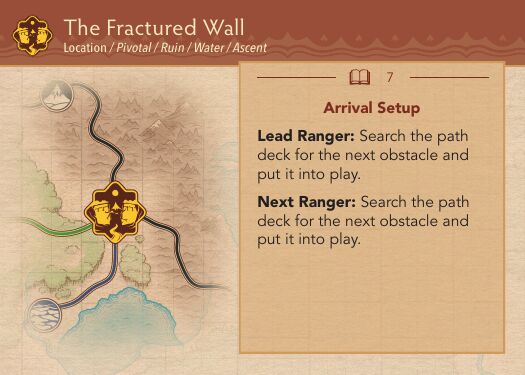 The Fractured Wall
Location / Pivotal / Ruin / Water / Ascent
7
Arrival Setup
Lead Ranger: Search the path
deck for the next obstacle and
put it into play.
Next Ranger: Search the path
deck for the next obstacle and
put it into play.